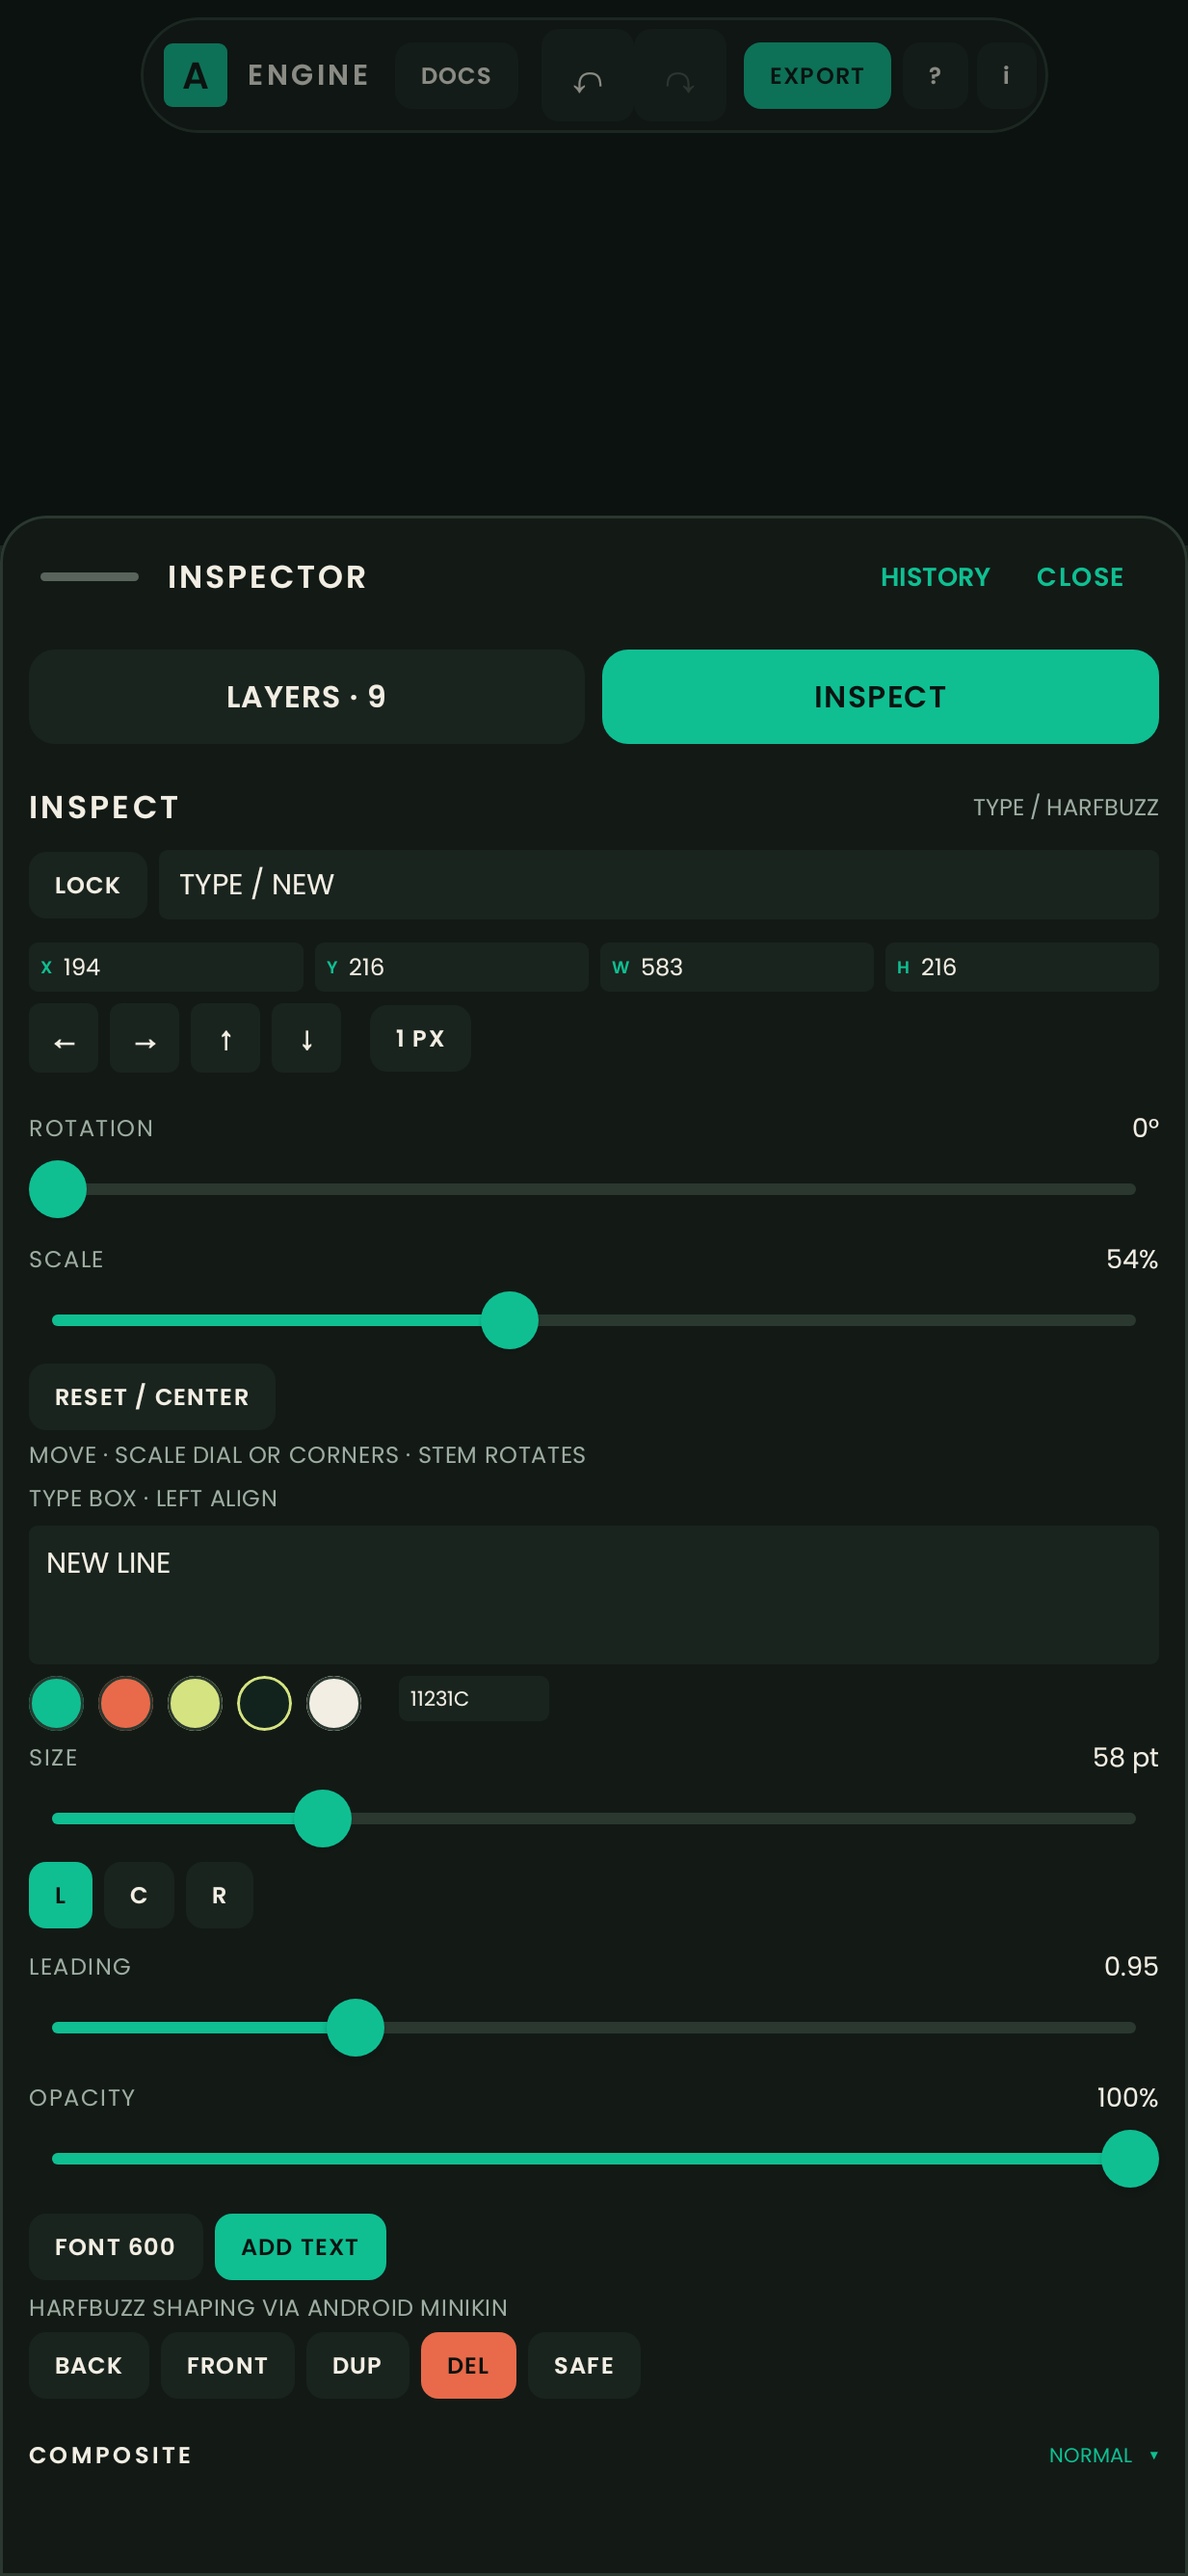 A ENGINE DOCS EXPORT ? i
INSPECTOR HISTORY CLOSE
LAYERS · 9 INSPECT
INSPECT TYPE / HARFBUZZ
LOCK TYPE / NEW
X 194 Y 216 W 583 H 216
← → ↑ ↓ 1 PX
ROTATION 0°
SCALE 54%
RESET / CENTER
MOVE · SCALE DIAL OR CORNERS · STEM ROTATES
TYPE BOX · LEFT ALIGN
NEW LINE
11231C
SIZE 58 pt
L C R
LEADING 0.95
OPACITY 100%
FONT 600 ADD TEXT
HARFBUZZ SHAPING VIA ANDROID MINIKIN
BACK FRONT DUP DEL SAFE
COMPOSITE NORMAL ▾